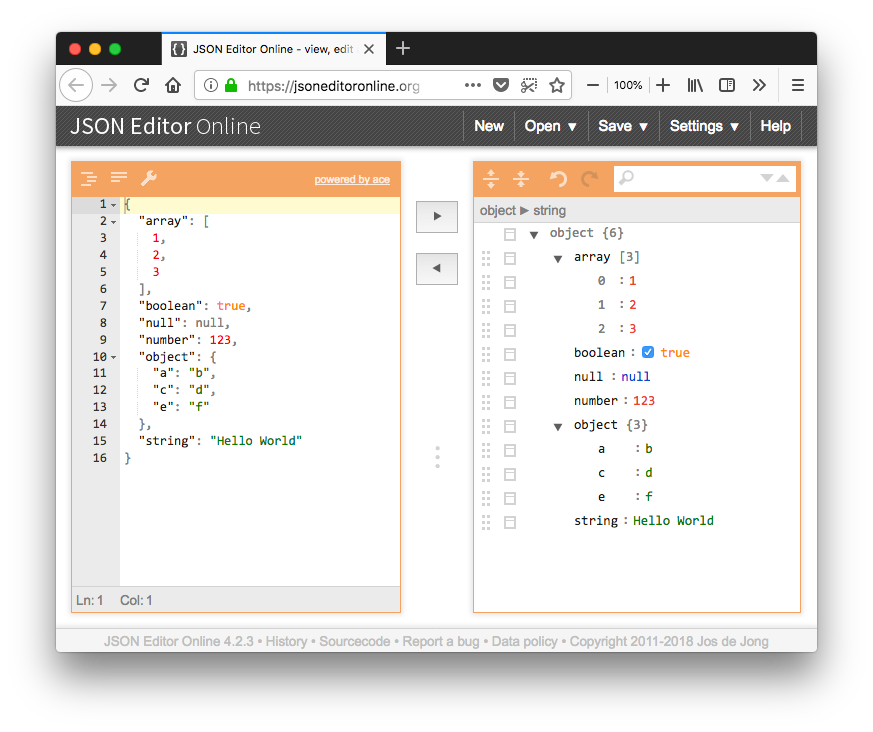 JSON Editor Online - view, edit
https://jsoneditoronline.org
100%
JSON Editor Online
New Open ▼ Save ▼ Settings ▼ Help
powered by ace
1 {
2 "array": [
3 1,
4 2,
5 3
6 ],
7 "boolean": true,
8 "null": null,
9 "number": 123,
10 "object": {
11 "a": "b",
12 "c": "d",
13 "e": "f"
14 },
15 "string": "Hello World"
16 }
Ln: 1 Col: 1
object ▶ string
▼ object {6}
▼ array [3]
0 : 1
1 : 2
2 : 3
boolean : true
null : null
number : 123
▼ object {3}
a : b
c : d
e : f
string : Hello World
JSON Editor Online 4.2.3 • History • Sourcecode • Report a bug • Data policy • Copyright 2011-2018 Jos de Jong